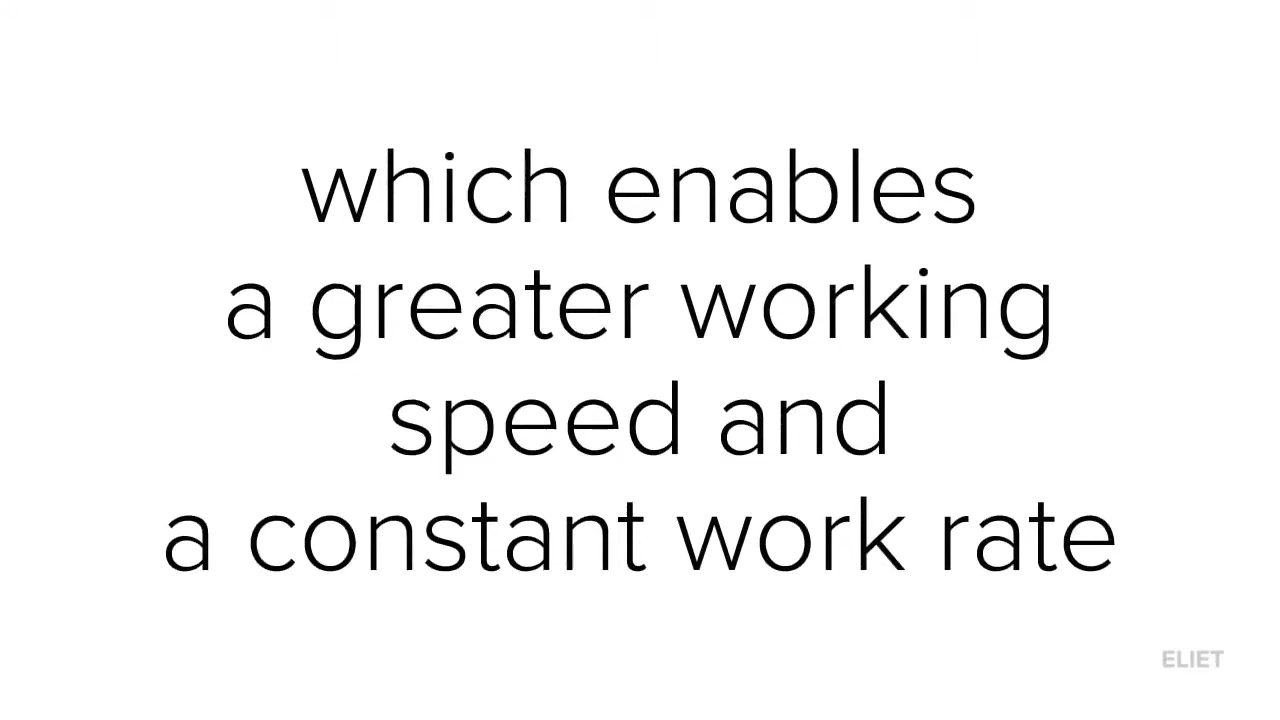 which enables
a greater working
speed and
a constant work rate
ELIET